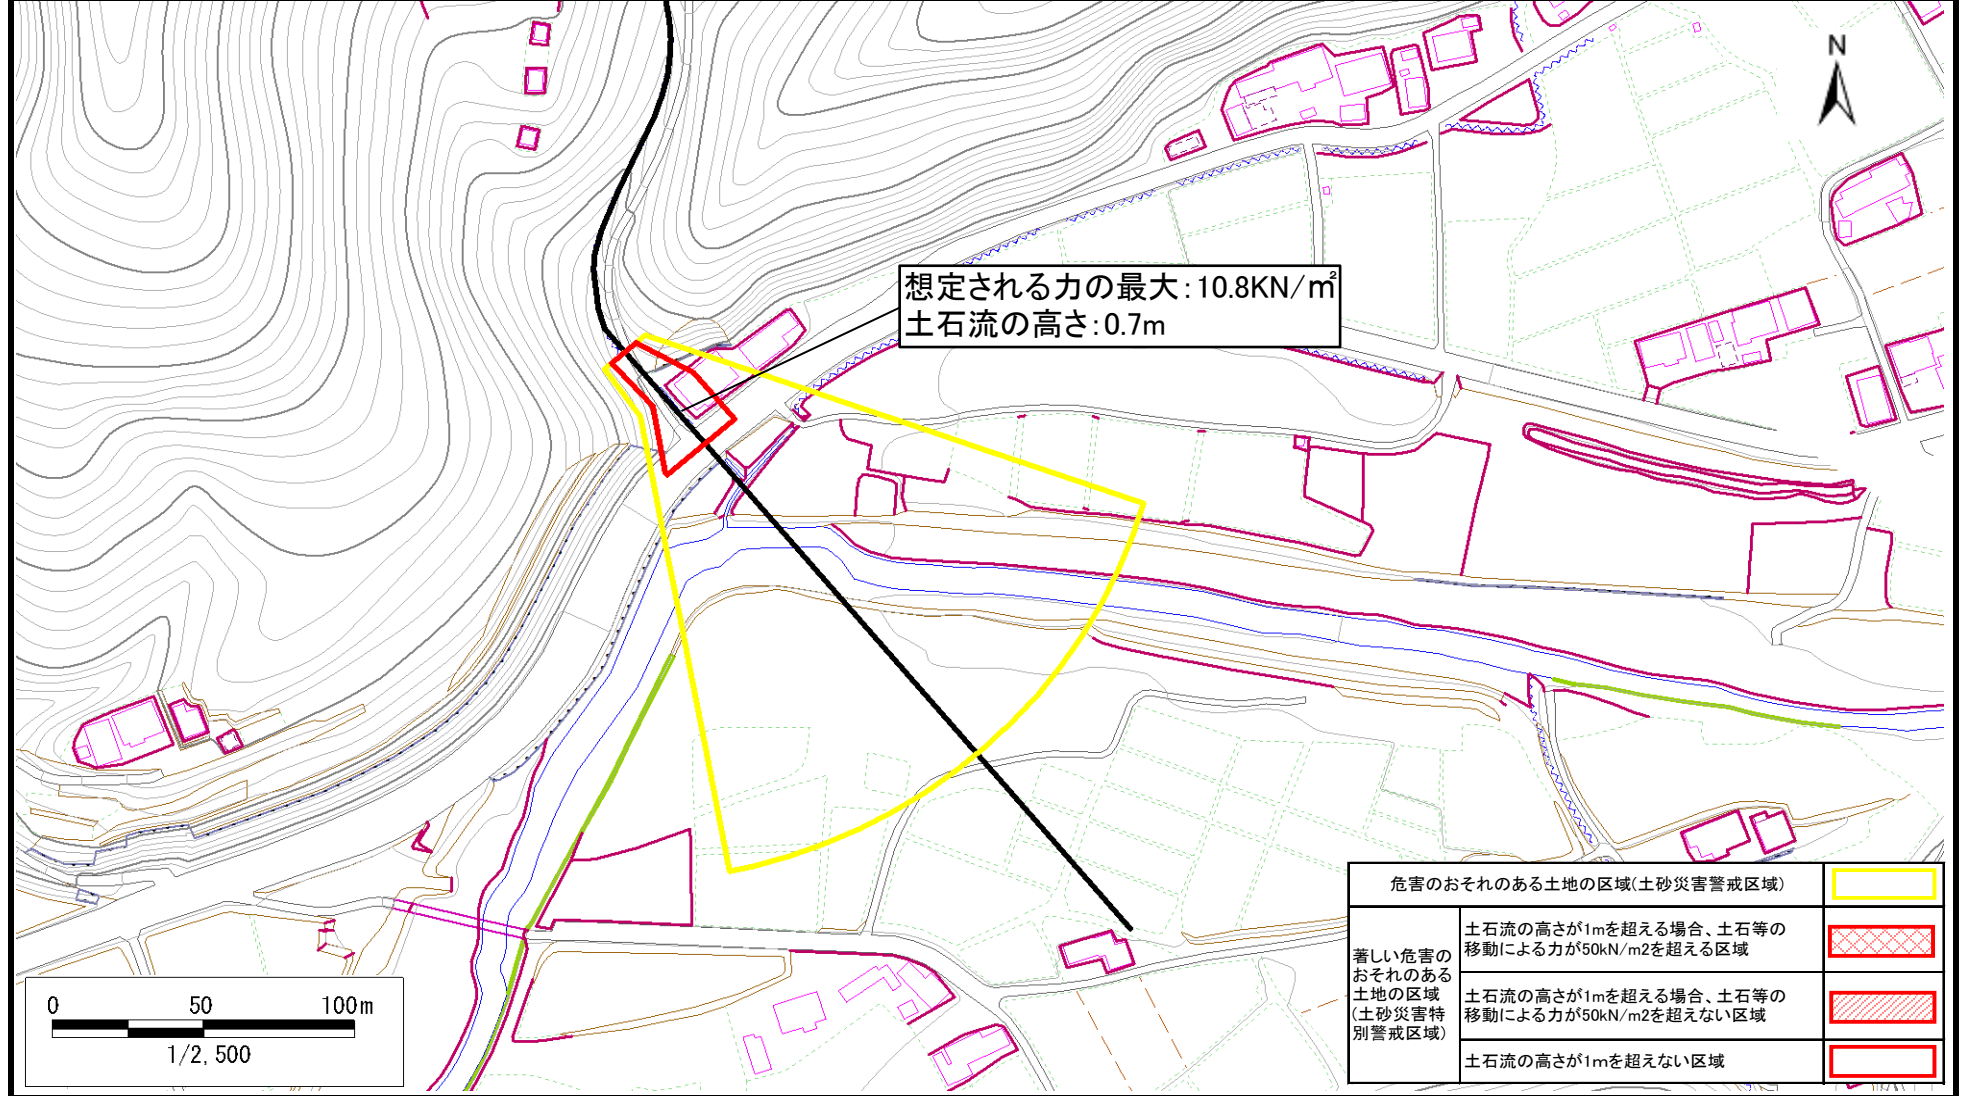 N
想定される力の最大:10.8KN/㎡
土石流の高さ:0.7m
危害のおそれのある土地の区域(土砂災害警戒区域)
著しい危害の
おそれのある
土地の区域
(土砂災害特
別警戒区域)
土石流の高さが1mを超える場合、土石等の
移動による力が50kN/m2を超える区域
土石流の高さが1mを超える場合、土石等の
移動による力が50kN/m2を超えない区域
土石流の高さが1mを超えない区域
0 50 100m
1/2,500